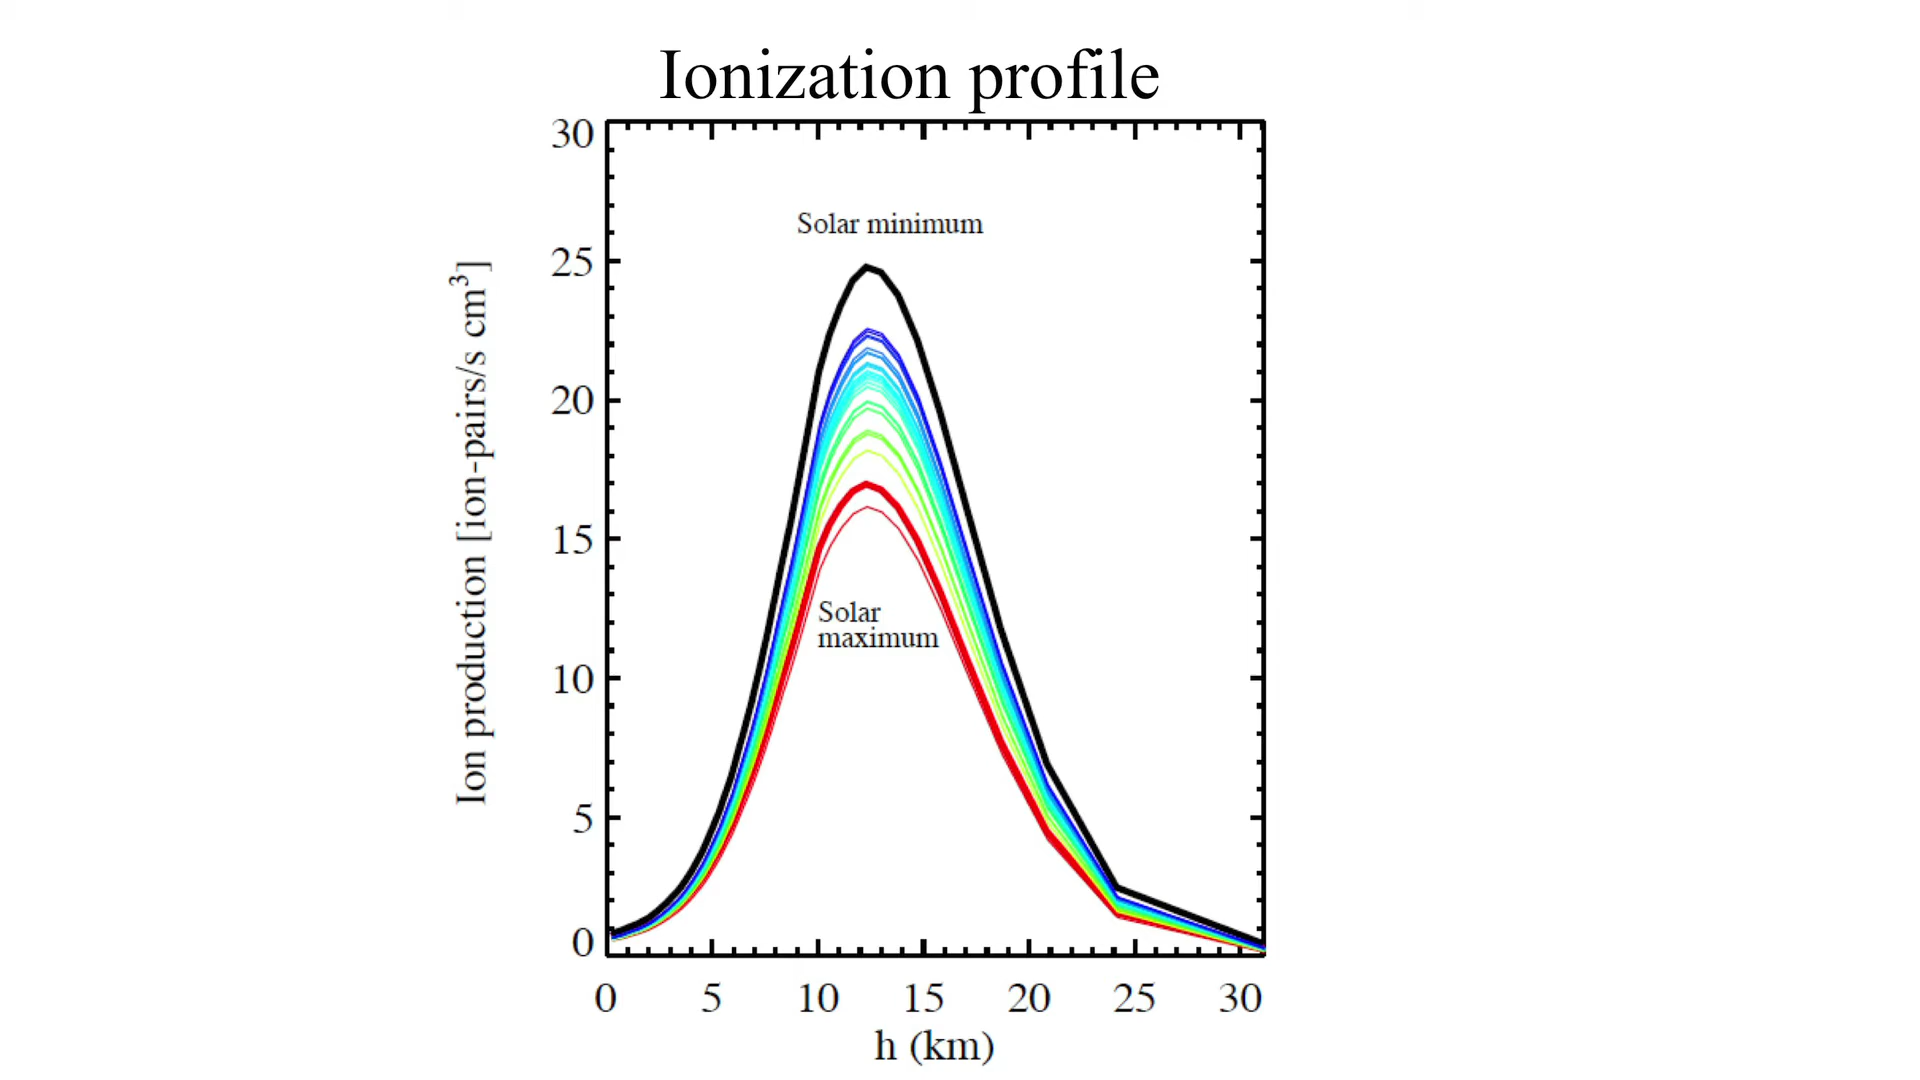 Ionization profile
30
25
20
15
10
5
0
Ion production [ion-pairs/s cm³]
Solar minimum
Solar
maximum
0 5 10 15 20 25 30
h (km)